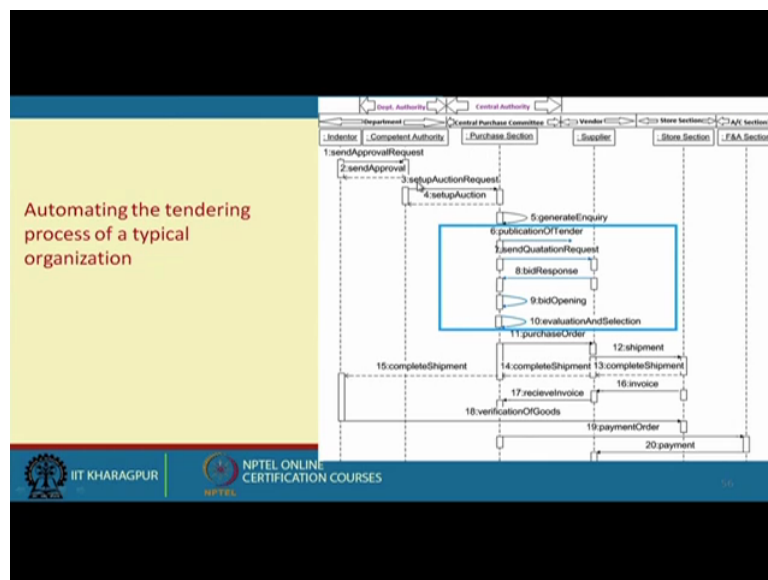 Dept. Authority Central Authority
Department Central Purchase Committee Vendor Store Section A/C Section
: Indentor : Competent Authority : Purchase Section : Supplier : Store Section : F&A Section
1:sendApprovalRequest
2:sendApproval
3:setupAuctionRequest
4:setupAuction
5:generateEnquiry
6:publicationOfTender
7:sendQuatationRequest
8:bidResponse
9:bidOpening
10:evaluationAndSelection
11:purchaseOrder
12:shipment
15:completeShipment 14:completeShipment 13:completeShipment
16:invoice
17:recieveInvoice
18:verificationOfGoods
19:paymentOrder
20:payment
Automating the tendering
process of a typical
organization
IIT KHARAGPUR
NPTEL
NPTEL ONLINE
CERTIFICATION COURSES
56